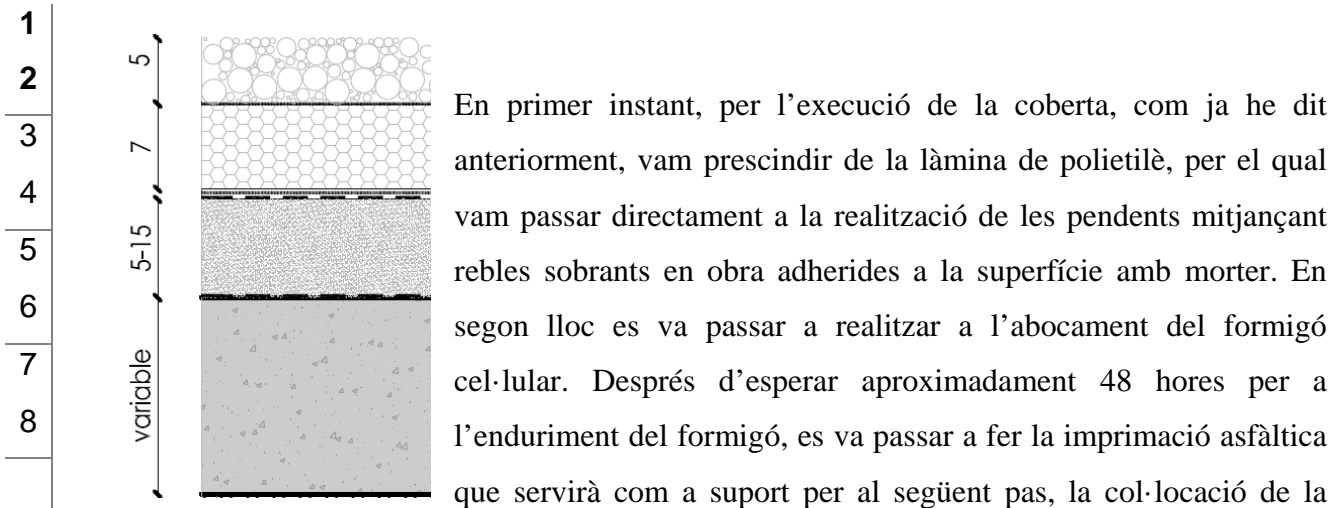 1
2
3
4
5
6
7
8
5
7
5-15
variable
En primer instant, per l’execució de la coberta, com ja he dit
anteriorment, vam prescindir de la làmina de polietilè, per el qual
vam passar directament a la realització de les pendents mitjançant
rebles sobrants en obra adherides a la superfície amb morter. En
segon lloc es va passar a realitzar a l’abocament del formigó
cel·lular. Després d’esperar aproximadament 48 hores per a
l’enduriment del formigó, es va passar a fer la imprimació asfàltica
que servirà com a suport per al següent pas, la col·locació de la